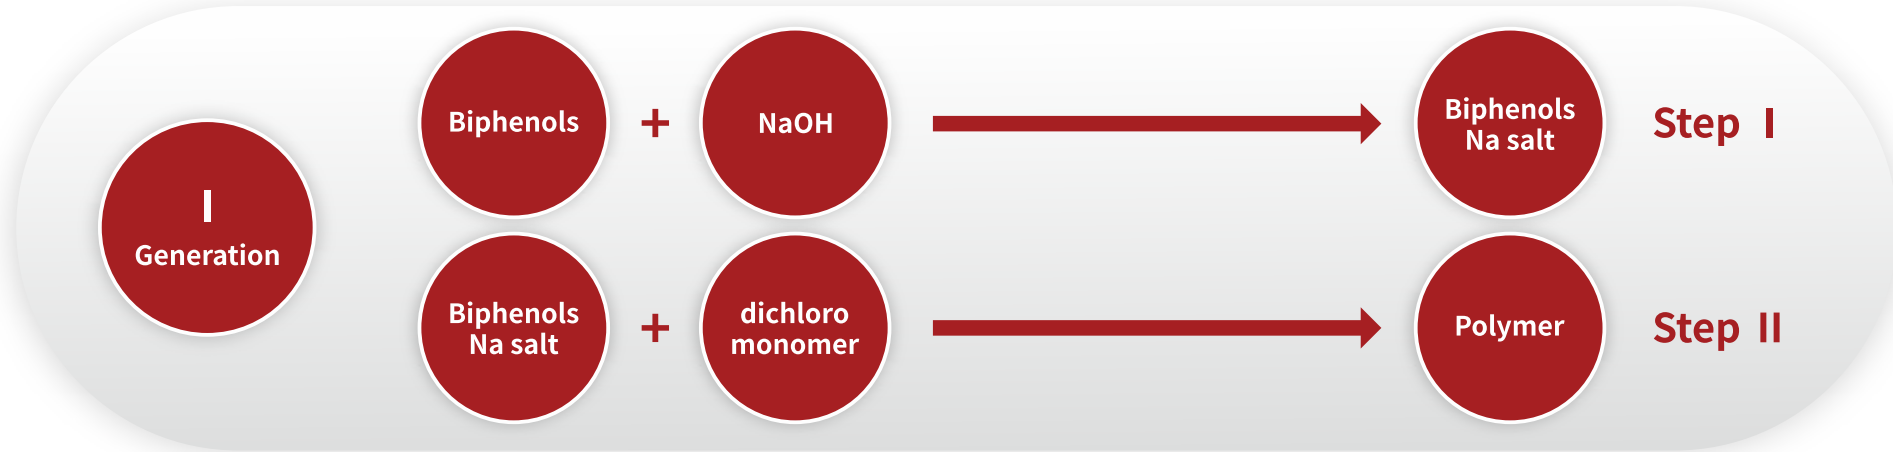 I
Generation
Biphenols + NaOH
Biphenols
Na salt
Step I
Biphenols
Na salt
+
dichloro
monomer
Polymer
Step II